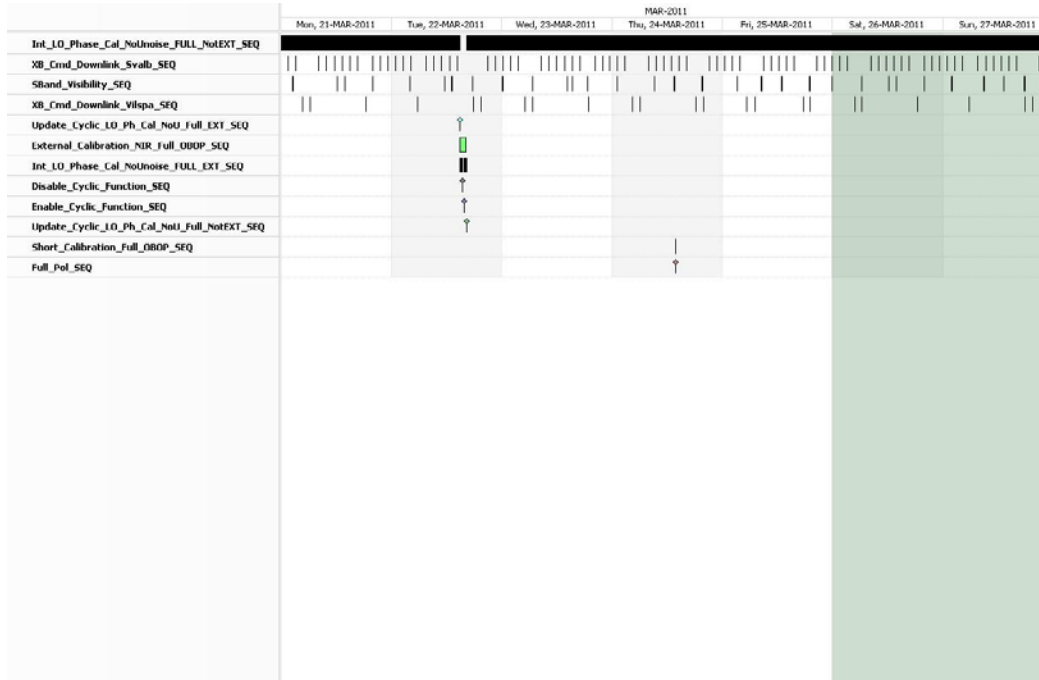 MAR-2011
Mon, 21-MAR-2011 Tue, 22-MAR-2011 Wed, 23-MAR-2011 Thu, 24-MAR-2011 Fri, 25-MAR-2011 Sat, 26-MAR-2011 Sun, 27-MAR-2011
Int_LO_Phase_Cal_NoUnoise_FULL_NotEXT_SEQ
XB_Cmd_Downlink_Svalb_SEQ
SBand_Visibility_SEQ
XB_Cmd_Downlink_Vilspa_SEQ
Update_Cyclic_LO_Ph_Cal_NoU_Full_EXT_SEQ
External_Calibration_NIR_Full_OBOP_SEQ
Int_LO_Phase_Cal_NoUnoise_FULL_EXT_SEQ
Disable_Cyclic_Function_SEQ
Enable_Cyclic_Function_SEQ
Update_Cyclic_LO_Ph_Cal_NoU_Full_NotEXT_SEQ
Short_Calibration_Full_OBOP_SEQ
Full_Pol_SEQ